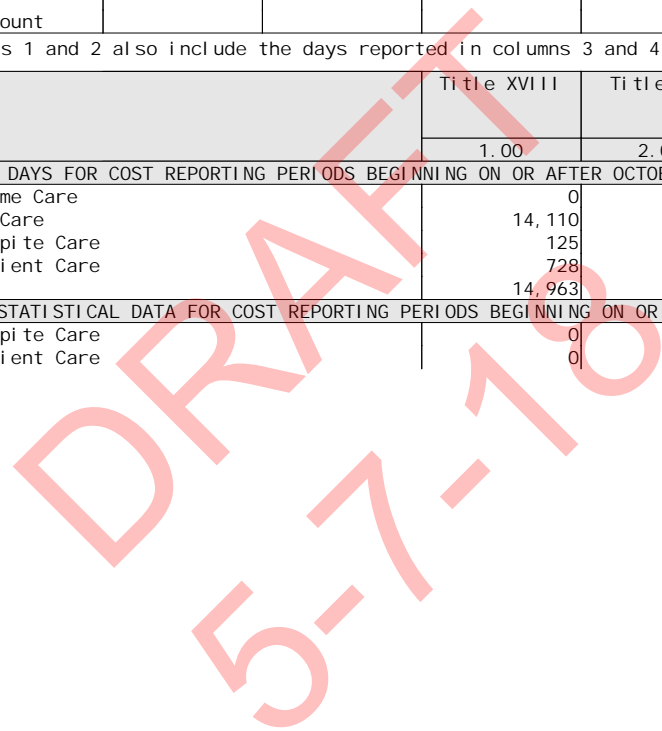 ount
s 1 and 2 also include the days reported in columns 3 and 4
Title XVIII Title
1.00 2.0
DAYS FOR COST REPORTING PERIODS BEGINNING ON OR AFTER OCTOB
me Care 0
Care 14,110
pite Care 125
ient Care 728
14,963
STATISTICAL DATA FOR COST REPORTING PERIODS BEGINNING ON OR
pite Care 0
ient Care 0
DRAFT
5-7-18